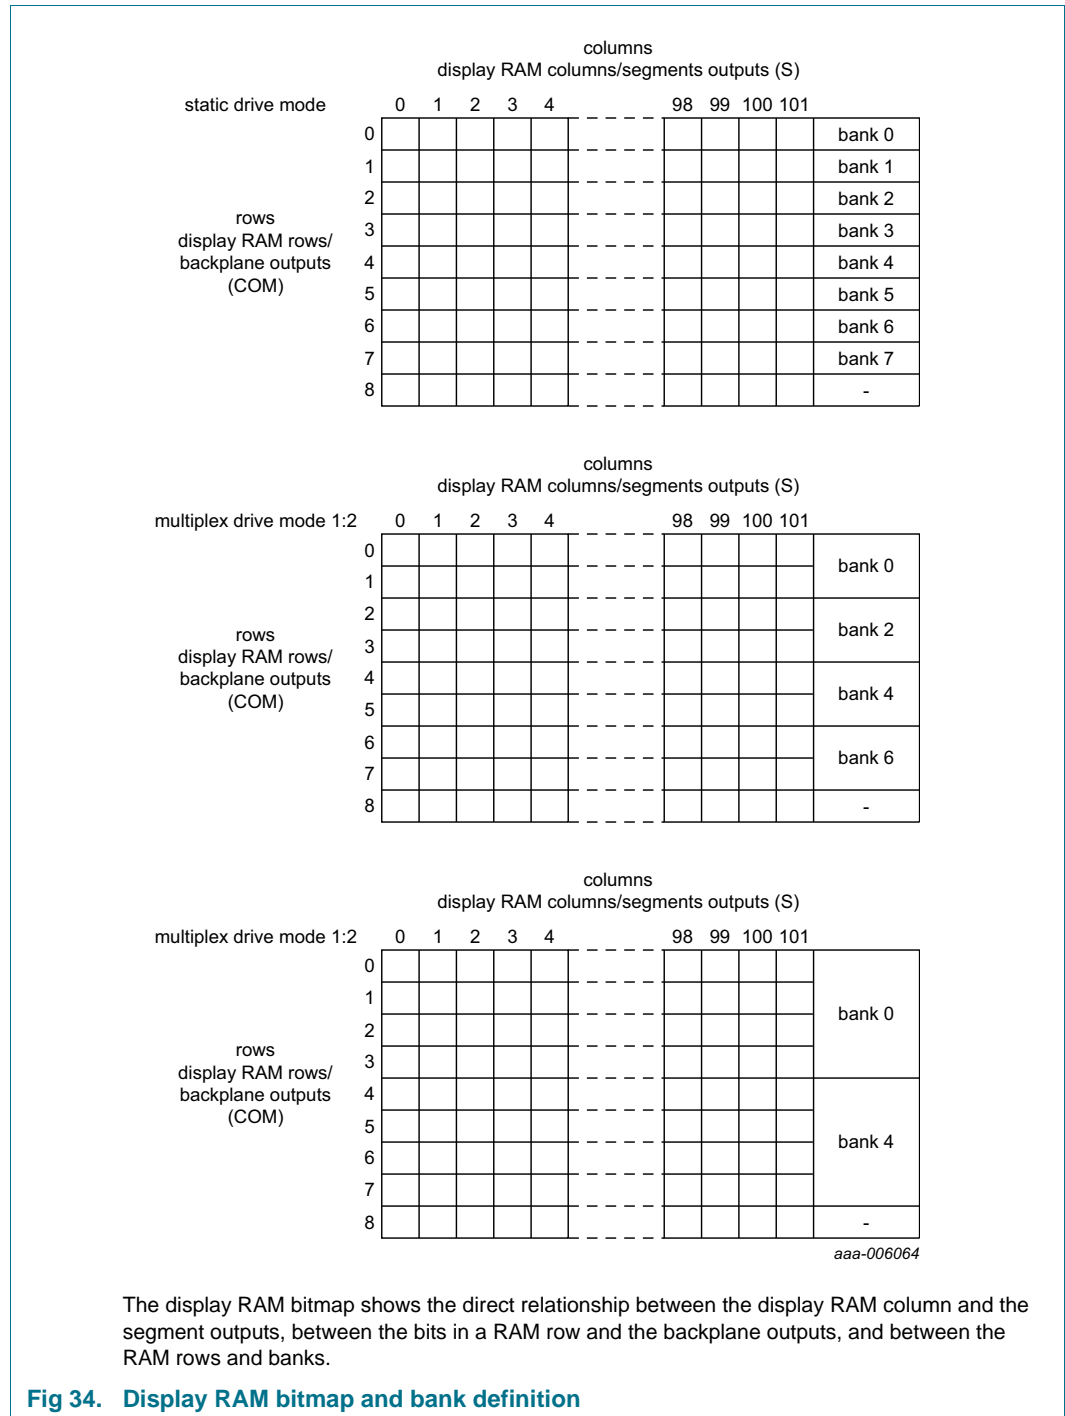 columns
display RAM columns/segments outputs (S)
static drive mode 0 1 2 3 4 98 99 100 101
0 bank 0
1 bank 1
2 bank 2
3 bank 3
4 bank 4
5 bank 5
6 bank 6
7 bank 7
8 -
rows
display RAM rows/
backplane outputs
(COM)
columns
display RAM columns/segments outputs (S)
multiplex drive mode 1:2 0 1 2 3 4 98 99 100 101
0
bank 0
1
2
bank 2
3
4
bank 4
5
6
bank 6
7
8 -
rows
display RAM rows/
backplane outputs
(COM)
columns
display RAM columns/segments outputs (S)
multiplex drive mode 1:2 0 1 2 3 4 98 99 100 101
0
1
bank 0
2
3
4
5
bank 4
6
7
8 -
rows
display RAM rows/
backplane outputs
(COM)
aaa-006064
The display RAM bitmap shows the direct relationship between the display RAM column and the
segment outputs, between the bits in a RAM row and the backplane outputs, and between the
RAM rows and banks.
Fig 34. Display RAM bitmap and bank definition